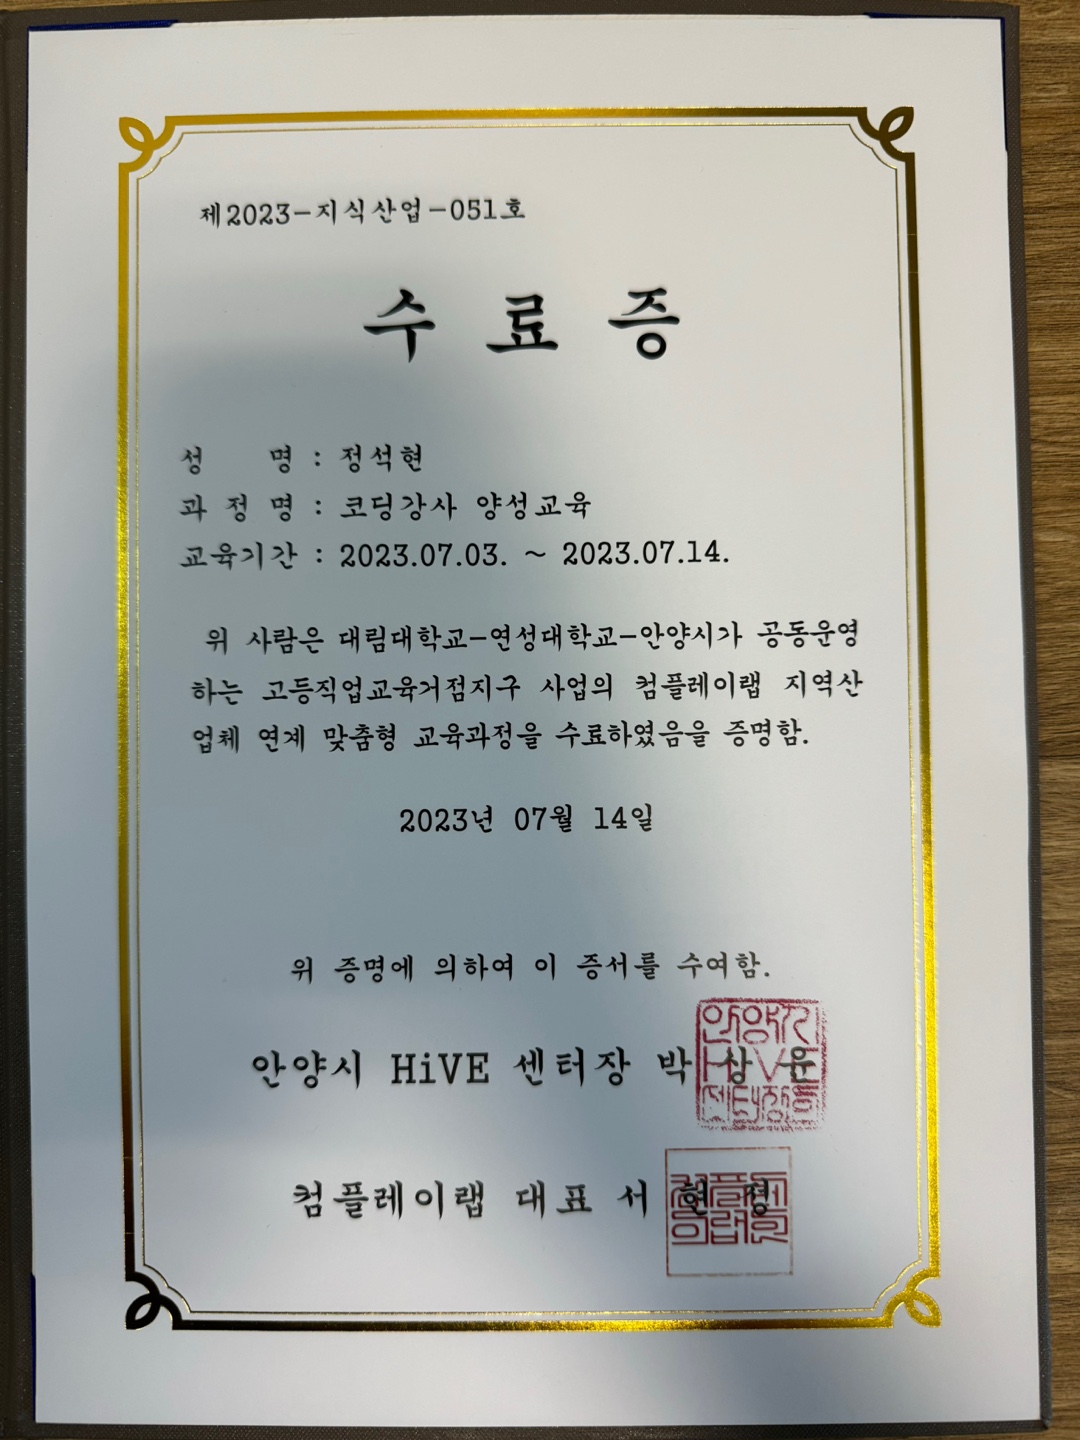 제2023-지식산업-051호
수 료 증
성 명 : 정석현
과 정 명 : 코딩강사 양성교육
교육기간 : 2023.07.03. ~ 2023.07.14.
위 사람은 대림대학교-연성대학교-안양시가 공동운영
하는 고등직업교육거점지구 사업의 컴플레이랩 지역산
업체 연계 맞춤형 교육과정을 수료하였음을 증명함.
2023년 07월 14일
위 증명에 의하여 이 증서를 수여함.
안양시 HiVE 센터장 박 상 윤
컴플레이랩 대표 서 현 정